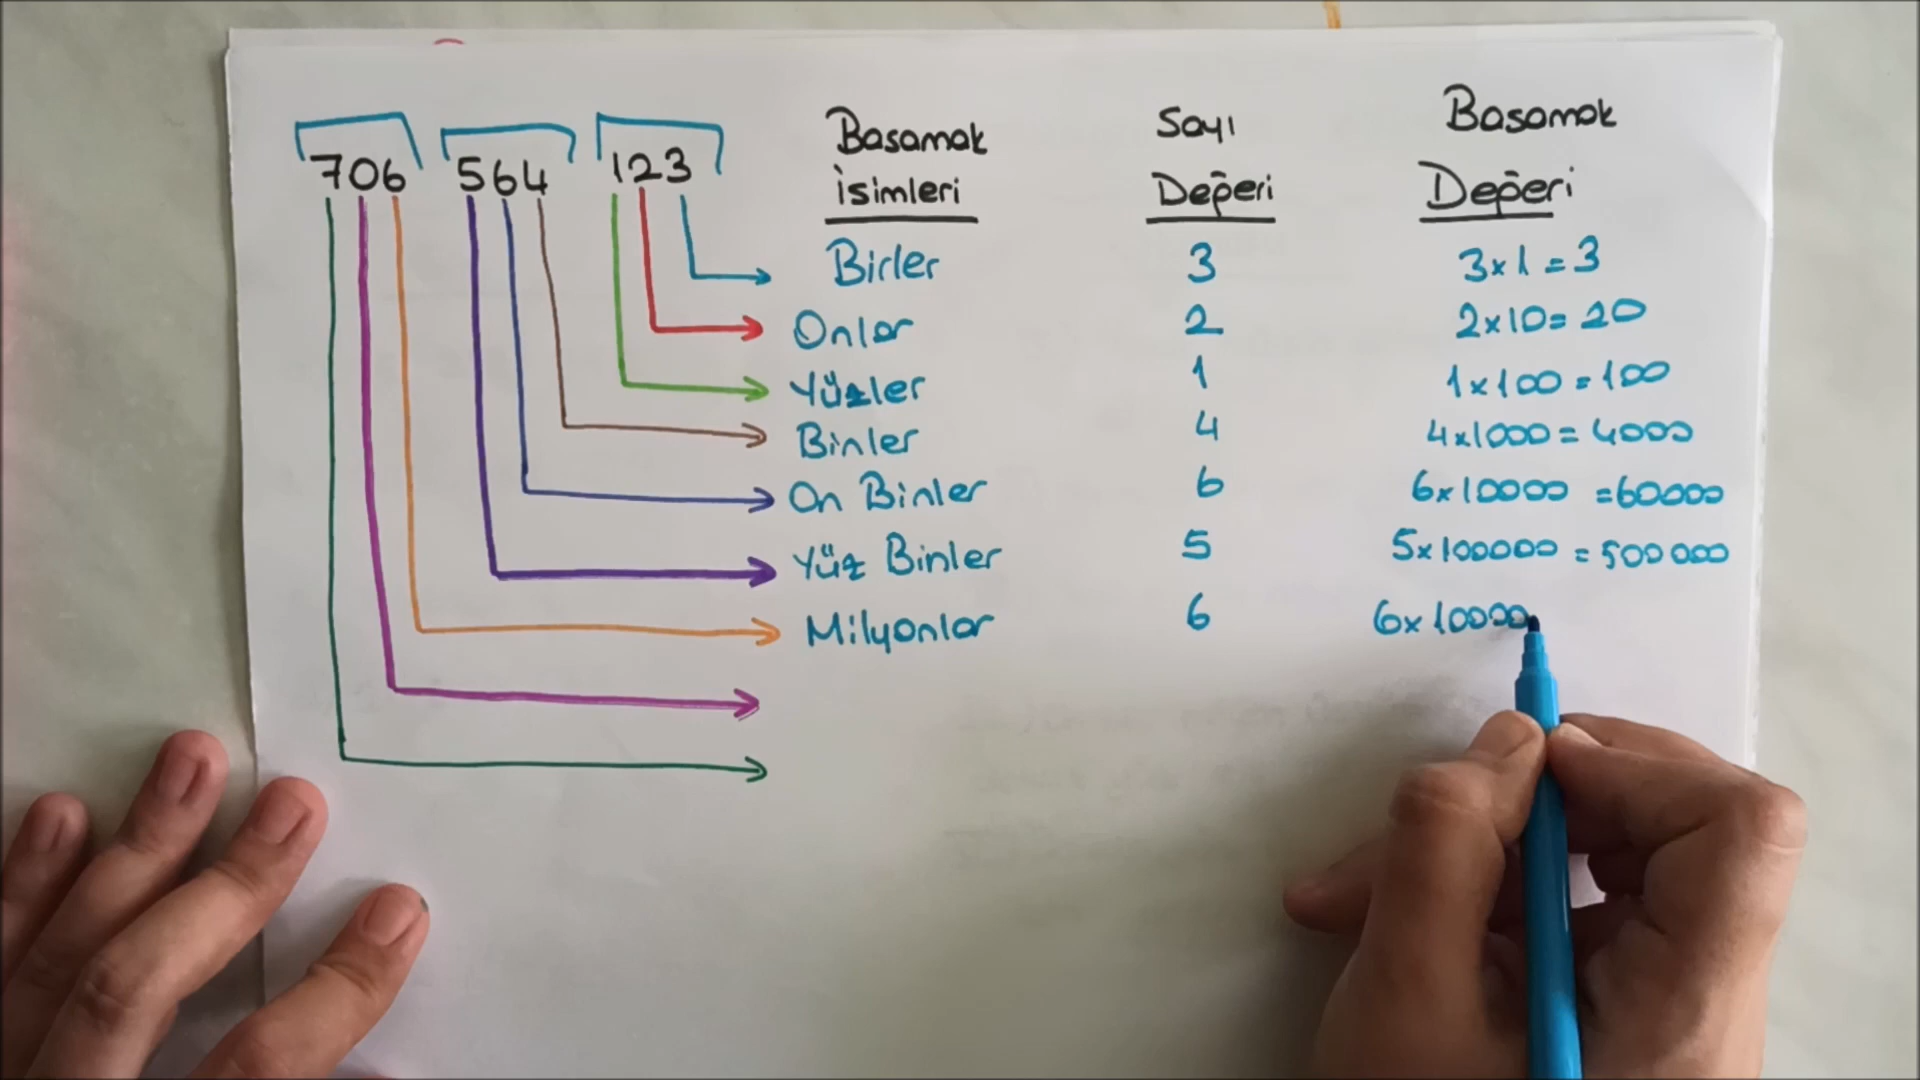 706 564 123
Basamak İsimleri
Sayı Değeri
Basamak Değeri
Birler 3 3x1=3
Onlar 2 2x10=20
Yüzler 1 1x100=100
Binler 4 4x1000=4000
On Binler 6 6x10000=60000
Yüz Binler 5 5x100000=500000
Milyonlar 6 6x10000